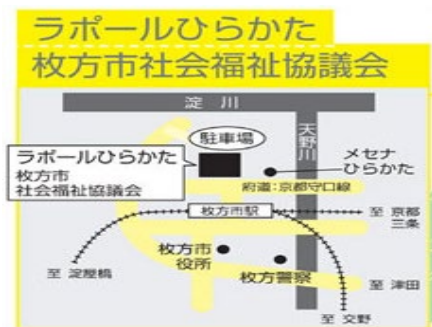 ラポールひらかた
枚方市社会福祉協議会
淀 川
駐車場
天野川
メセナ
ひらかた
ラポールひらかた
枚方市
社会福祉協議会
府道:京都守口線
枚方市駅
至 京都
三条
枚方市
役所
至 淀屋橋
枚方警察
至 津田
至 交野